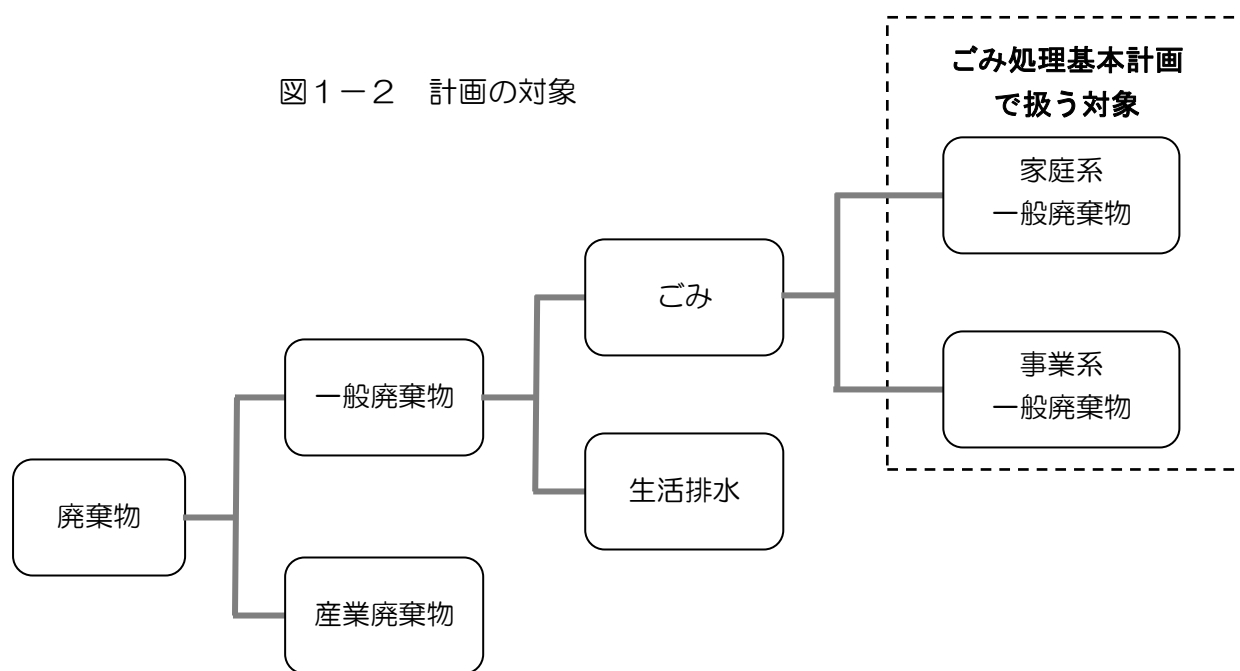 図1-2 計画の対象
ごみ処理基本計画
で扱う対象
家庭系
一般廃棄物
ごみ
事業系
一般廃棄物
一般廃棄物
生活排水
廃棄物
産業廃棄物